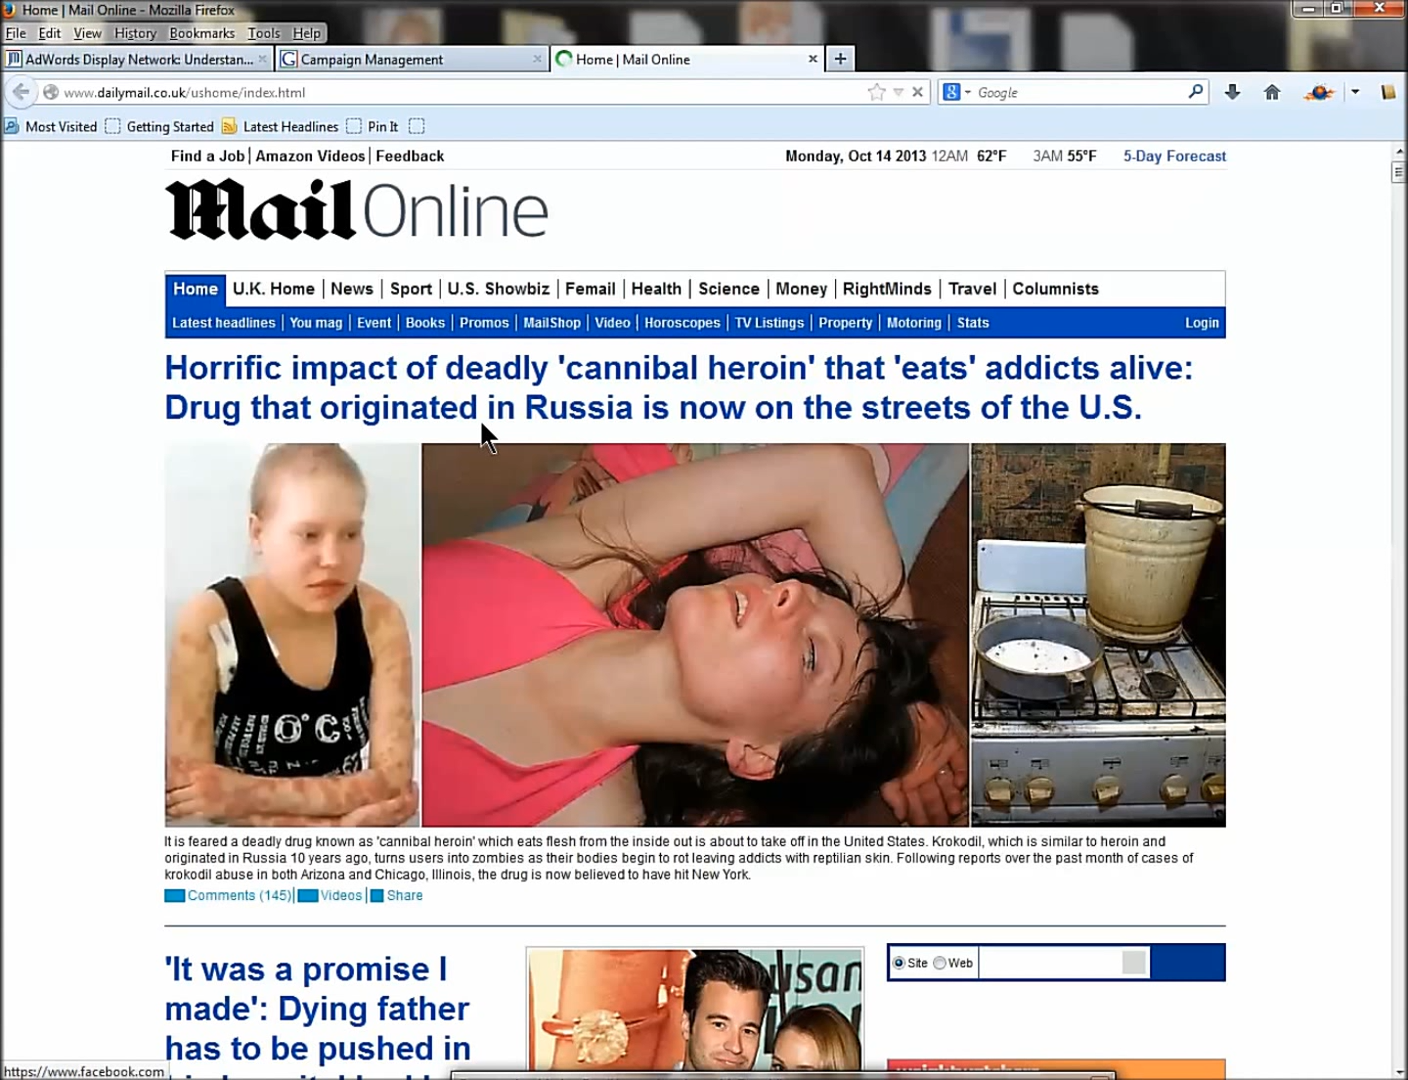 Home | Mail Online - Mozilla Firefox
File Edit View History Bookmarks Tools Help
AdWords Display Network: Understan...
Campaign Management
Home | Mail Online
www.dailymail.co.uk/ushome/index.html
Google
Most Visited Getting Started Latest Headlines Pin It
Find a Job Amazon Videos Feedback
Monday, Oct 14 2013 12AM 62°F 3AM 55°F 5-Day Forecast
Mail Online
Home U.K. Home News Sport U.S. Showbiz Femail Health Science Money RightMinds Travel Columnists
Latest headlines You mag Event Books Promos MailShop Video Horoscopes TV Listings Property Motoring Stats Login
Horrific impact of deadly 'cannibal heroin' that 'eats' addicts alive:
Drug that originated in Russia is now on the streets of the U.S.
O°C
It is feared a deadly drug known as 'cannibal heroin' which eats flesh from the inside out is about to take off in the United States. Krokodil, which is similar to heroin and
originated in Russia 10 years ago, turns users into zombies as their bodies begin to rot leaving addicts with reptilian skin. Following reports over the past month of cases of
krokodil abuse in both Arizona and Chicago, Illinois, the drug is now believed to have hit New York.
Comments (145) Videos Share
'It was a promise I
made': Dying father
has to be pushed in
usan
Site Web
https://www.facebook.com